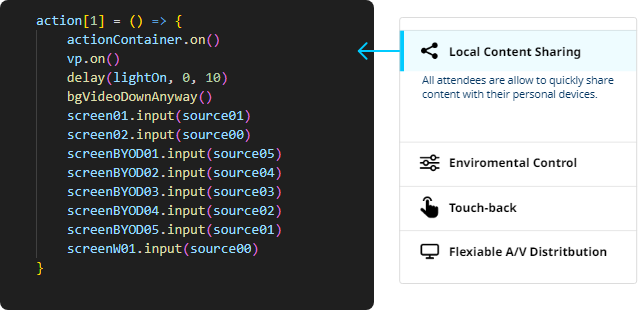 action[1] = () => {
actionContainer.on()
vp.on()
delay(lightOn, 0, 10)
bgVideoDownAnyway()
screen01.input(source01)
screen02.input(source00)
screenBYOD01.input(source05)
screenBYOD02.input(source04)
screenBYOD03.input(source03)
screenBYOD04.input(source02)
screenBYOD05.input(source01)
screenW01.input(source00)
}
Local Content Sharing
All attendees are allow to quickly share
content with their personal devices.
Enviromental Control
Touch-back
Flexiable A/V Distritbution